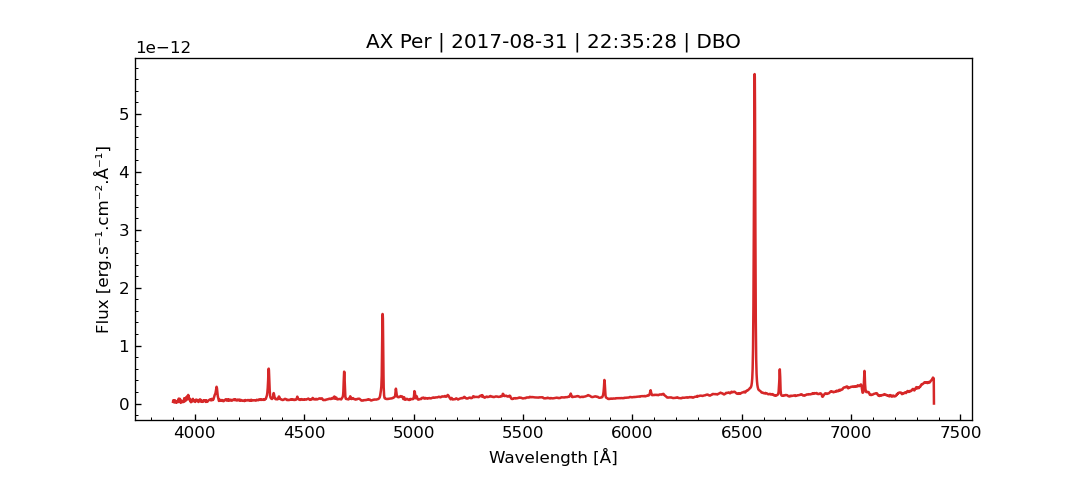 AX Per | 2017-08-31 | 22:35:28 | DBO
1e−12
5
4
3
2
1
0
Flux [erg.s⁻¹.cm⁻².Å⁻¹]
4000 4500 5000 5500 6000 6500 7000 7500
Wavelength [Å]